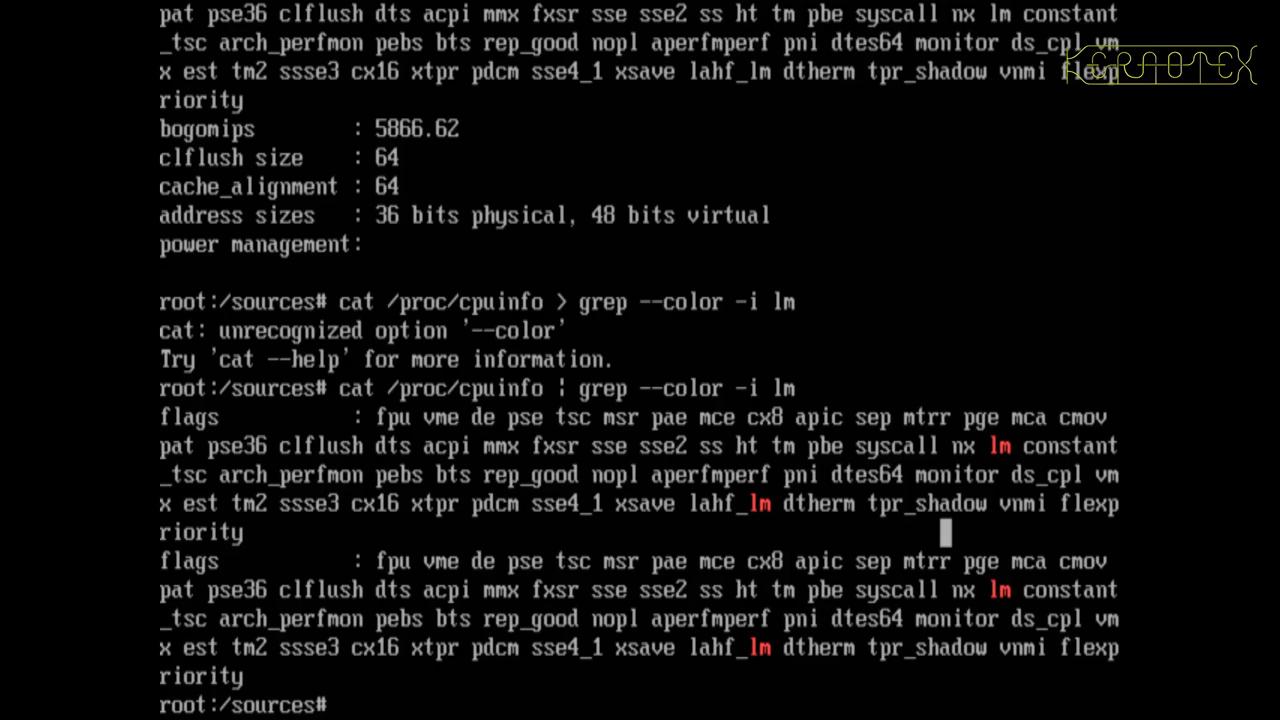 pat pse36 clflush dts acpi mmx fxsr sse sse2 ss ht tm pbe syscall nx lm constant
_tsc arch_perfmon pebs bts rep_good nopl aperfmperf pni dtes64 monitor ds_cpl vm
x est tm2 ssse3 cx16 xtpr pdcm sse4_1 xsave lahf_lm dtherm tpr_shadow vnmi flexp
KERNOTEX
riority
bogomips : 5866.62
clflush size : 64
cache_alignment : 64
address sizes : 36 bits physical, 48 bits virtual
power management:
root:/sources# cat /proc/cpuinfo > grep --color -i lm
cat: unrecognized option '--color'
Try 'cat --help' for more information.
root:/sources# cat /proc/cpuinfo | grep --color -i lm
flags : fpu vme de pse tsc msr pae mce cx8 apic sep mtrr pge mca cmov
pat pse36 clflush dts acpi mmx fxsr sse sse2 ss ht tm pbe syscall nx lm constant
_tsc arch_perfmon pebs bts rep_good nopl aperfmperf pni dtes64 monitor ds_cpl vm
x est tm2 ssse3 cx16 xtpr pdcm sse4_1 xsave lahf_lm dtherm tpr_shadow vnmi flexp
riority
flags : fpu vme de pse tsc msr pae mce cx8 apic sep mtrr pge mca cmov
pat pse36 clflush dts acpi mmx fxsr sse sse2 ss ht tm pbe syscall nx lm constant
_tsc arch_perfmon pebs bts rep_good nopl aperfmperf pni dtes64 monitor ds_cpl vm
x est tm2 ssse3 cx16 xtpr pdcm sse4_1 xsave lahf_lm dtherm tpr_shadow vnmi flexp
riority
root:/sources#